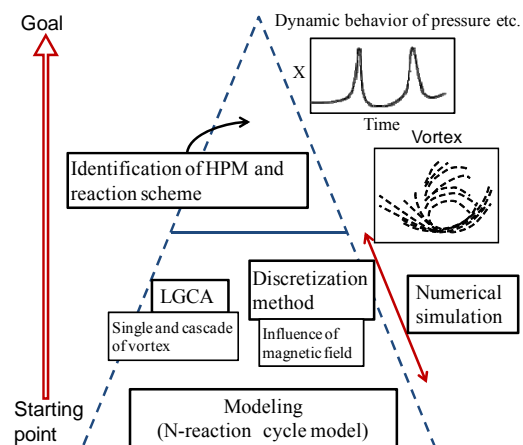 Goal
Dynamic behavior of pressure etc.
X
Time
Vortex
Identification of HPM and
reaction scheme
LGCA
Single and cascade
of vortex
Discretization
method
Influence of
magnetic field
Numerical
simulation
Starting
point
Modeling
(N-reaction cycle model)